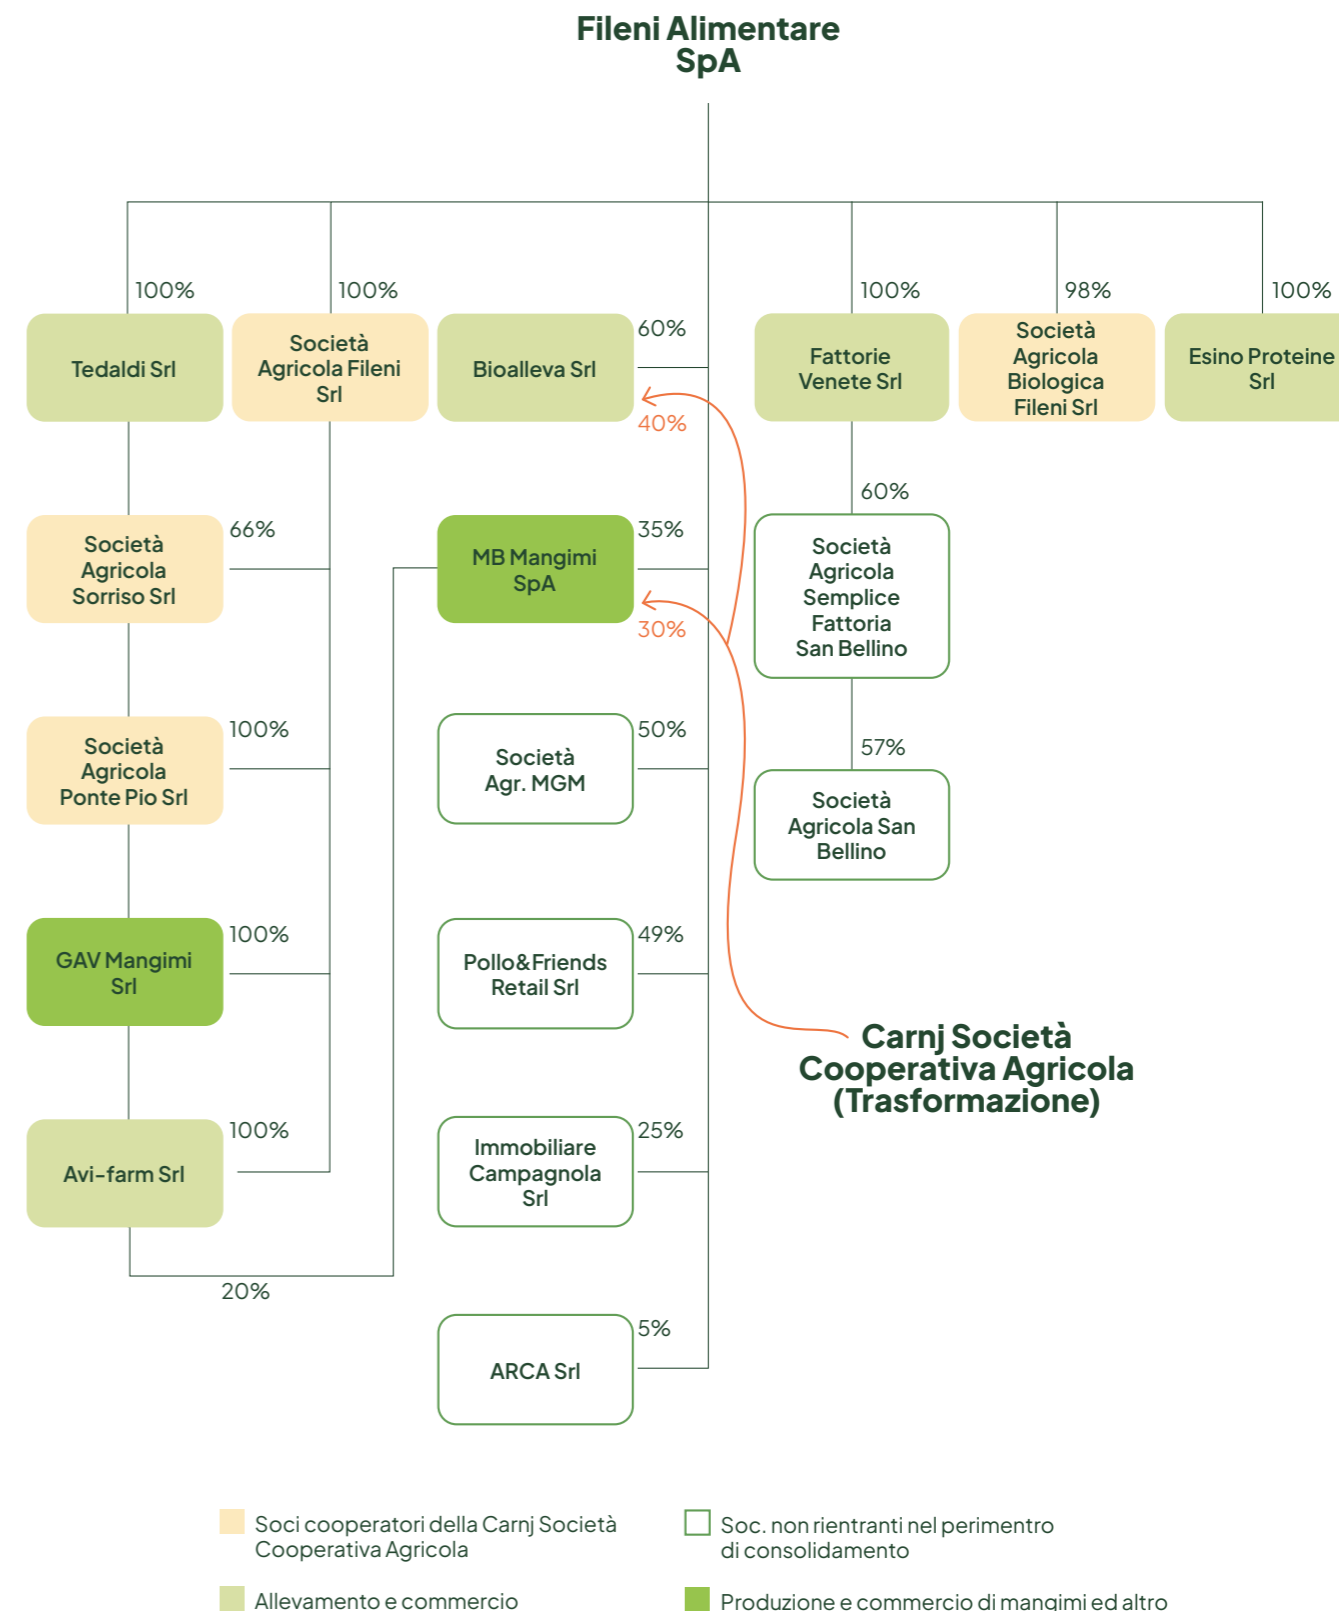 Fileni Alimentare
SpA
100%
100%
100%
98%
100%
Tedaldi Srl
Società
Agricola Fileni
Srl
Bioalleva Srl
60%
40%
Fattorie
Venete Srl
Società
Agricola
Biologica
Fileni Srl
Esino Proteine
Srl
Società
Agricola
Sorriso Srl
66%
MB Mangimi
SpA
35%
30%
60%
Società
Agricola
Semplice
Fattoria
San Bellino
Società
Agricola
Ponte Pio Srl
100%
Società
Agr. MGM
50%
57%
Società
Agricola San
Bellino
GAV Mangimi
Srl
100%
Pollo&Friends
Retail Srl
49%
Carnj Società
Cooperativa Agricola
(Trasformazione)
Avi-farm Srl
100%
Immobiliare
Campagnola
Srl
25%
20%
ARCA Srl
5%
Soci cooperatori della Carnj Società
Cooperativa Agricola
Soc. non rientranti nel perimentro
di consolidamento
Allevamento e commercio
Produzione e commercio di mangimi ed altro